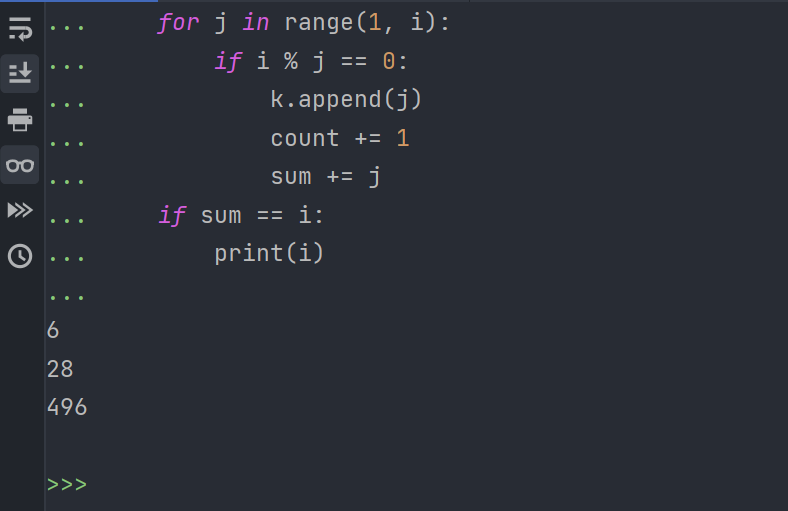 ...     for j in range(1, i):
...         if i % j == 0:
...             k.append(j)
...             count += 1
...             sum += j
...     if sum == i:
...         print(i)
...
6
28
496
>>>